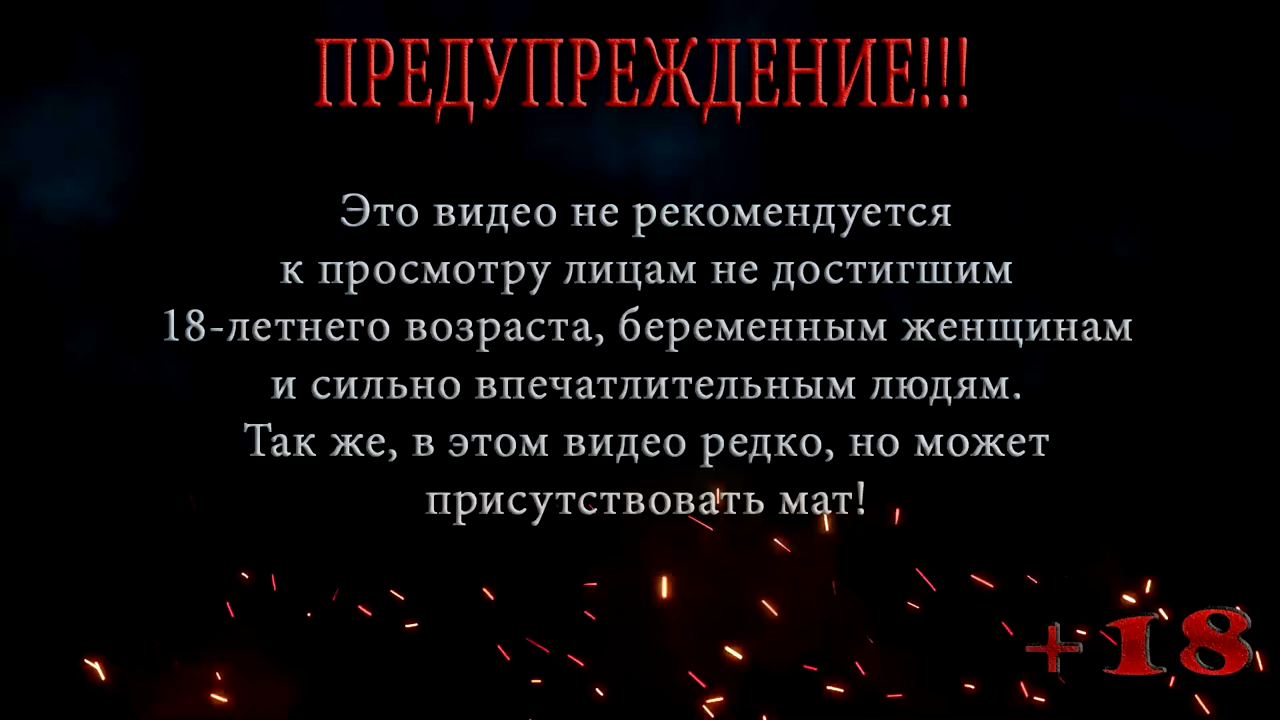 ПРЕДУПРЕЖДЕНИЕ!!!
Это видео не рекомендуется
к просмотру лицам не достигшим
18-летнего возраста, беременным женщинам
и сильно впечатлительным людям.
Так же, в этом видео редко, но может
присутствовать мат!
+18